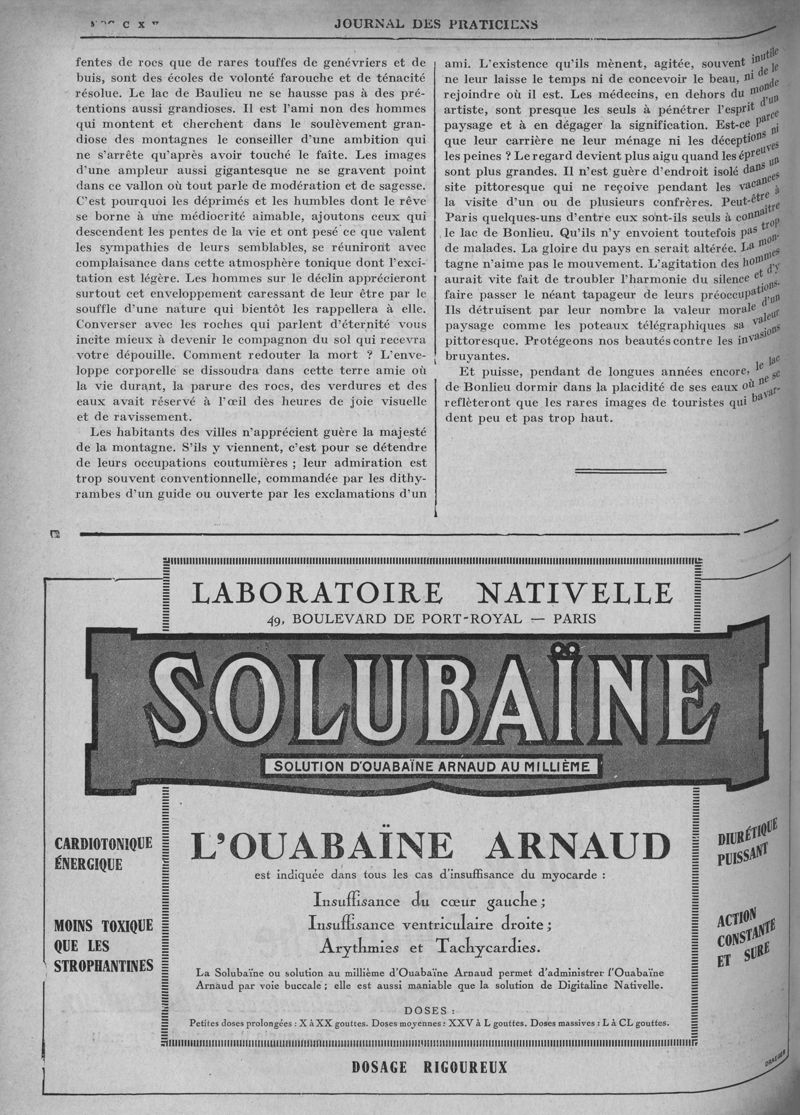 C X
JOURNAL DES PRATICIENS
fentes de rocs que de rares touffes de genévriers et de
buis, sont des écoles de volonté farouche et de ténacité
résolue. Le lac de Baulieu ne se hausse pas à des pré-
tentions aussi grandioses. Il est l'ami non des hommes
qui montent et cherchent dans le soulèvement gran-
diose des montagnes le conseiller d'une ambition qui
ne s'arrête qu'après avoir touché le faîte. Les images
d'une ampleur aussi gigantesque ne se gravent point
dans ce vallon où tout parle de modération et de sagesse.
C'est pourquoi les déprimés et les humbles dont le rêve
se borne à une médiocrité aimable, ajoutons ceux qui
descendent les pentes de la vie et ont pesé ce que valent
les sympathies de leurs semblables, se réuniront avec
complaisance dans cette atmosphère tonique dont l'exci-
tation est légère. Les hommes sur le déclin apprécieront
surtout cet enveloppement caressant de leur être par le
souffle d'une nature qui bientôt les rappellera à elle.
Converser avec les roches qui parlent d'éternité vous
incite mieux à devenir le compagnon du sol qui recevra
votre dépouille. Comment redouter la mort ? L'enve-
loppe corporelle se dissoudra dans cette terre amie où
la vie durant, la parure des rocs, des verdures et des
eaux avait réservé à l'œil des heures de joie visuelle
et de ravissement.
Les habitants des villes n'apprécient guère la majesté
de la montagne. S'ils y viennent, c'est pour se détendre
de leurs occupations coutumières ; leur admiration est
trop souvent conventionnelle, commandée par les dithy-
rambes d'un guide ou ouverte par les exclamations d'un
ami. L'existence qu'ils mènent, agitée, souvent inutile
ne leur laisse le temps ni de concevoir le beau, ni de le
rejoindre où il est. Les médecins, en dehors du monde
artiste, sont presque les seuls à pénétrer l'esprit d'un
paysage et à en dégager la signification. Est-ce parce
que leur carrière ne leur ménage ni les déceptions ni
les peines ? Le regard devient plus aigu quand les épreuves
sont plus grandes. Il n'est guère d'endroit isolé dans un
site pittoresque qui ne reçoive pendant les vacances
la visite d'un ou de plusieurs confrères. Peut-être à
Paris quelques-uns d'entre eux sont-ils seuls à connaître
le lac de Bonlieu. Qu'ils n'y envoient toutefois pas trop
de malades. La gloire du pays en serait altérée. La mon-
tagne n'aime pas le mouvement. L'agitation des hommes
aurait vite fait de troubler l'harmonie du silence et d'y
faire passer le néant tapageur de leurs préoccupations.
Ils détruisent par leur nombre la valeur morale d'un
paysage comme les poteaux télégraphiques sa valeur
pittoresque. Protégeons nos beautés contre les invasions
bruyantes.
Et puisse, pendant de longues années encore, le lac
de Bonlieu dormir dans la placidité de ses eaux où ne se
reflèteront que les rares images de touristes qui bavar-
dent peu et pas trop haut.
LABORATOIRE NATIVELLE
49, BOULEVARD DE PORT-ROYAL — PARIS
SOLUBAÏNE
SOLUTION D'OUABAÏNE ARNAUD AU MILLIÈME
CARDIOTONIQUE
ÉNERGIQUE
MOINS TOXIQUE
QUE LES
STROPHANTINES
L'OUABAÏNE ARNAUD
est indiquée dans tous les cas d'insuffisance du myocarde :
Insuffisance du cœur gauche ;
Insuffisance ventriculaire droite ;
Arythmies et Tachycardies.
La Solubaïne ou solution au millième d'Ouabaïne Arnaud permet d'administrer l'Ouabaïne
Arnaud par voie buccale ; elle est aussi maniable que la solution de Digitaline Nativelle.
DOSES :
Petites doses prolongées : X à XX gouttes. Doses moyennes : XXV à L gouttes. Doses massives : L à CL gouttes.
DIURÉTIQUE
PUISSANT
ACTION
CONSTANTE
ET SURE
DOSAGE RIGOUREUX
DRAEGER